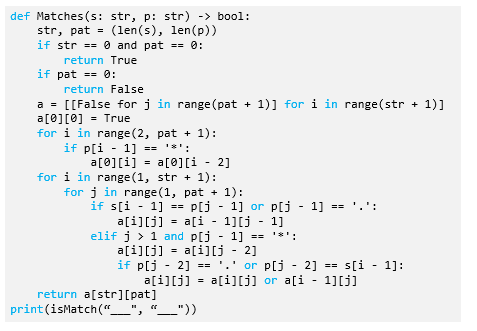 def Matches(s: str, p: str) -> bool:
    str, pat = (len(s), len(p))
    if str == 0 and pat == 0:
        return True
    if pat == 0:
        return False
    a = [[False for j in range(pat + 1)] for i in range(str + 1)]
    a[0][0] = True
    for i in range(2, pat + 1):
        if p[i - 1] == '*':
            a[0][i] = a[0][i - 2]
    for i in range(1, str + 1):
        for j in range(1, pat + 1):
            if s[i - 1] == p[j - 1] or p[j - 1] == '.':
                a[i][j] = a[i - 1][j - 1]
            elif j > 1 and p[j - 1] == '*':
                a[i][j] = a[i][j - 2]
                if p[j - 2] == '.' or p[j - 2] == s[i - 1]:
                    a[i][j] = a[i][j] or a[i - 1][j]
    return a[str][pat]
print(isMatch(“___", “___"))